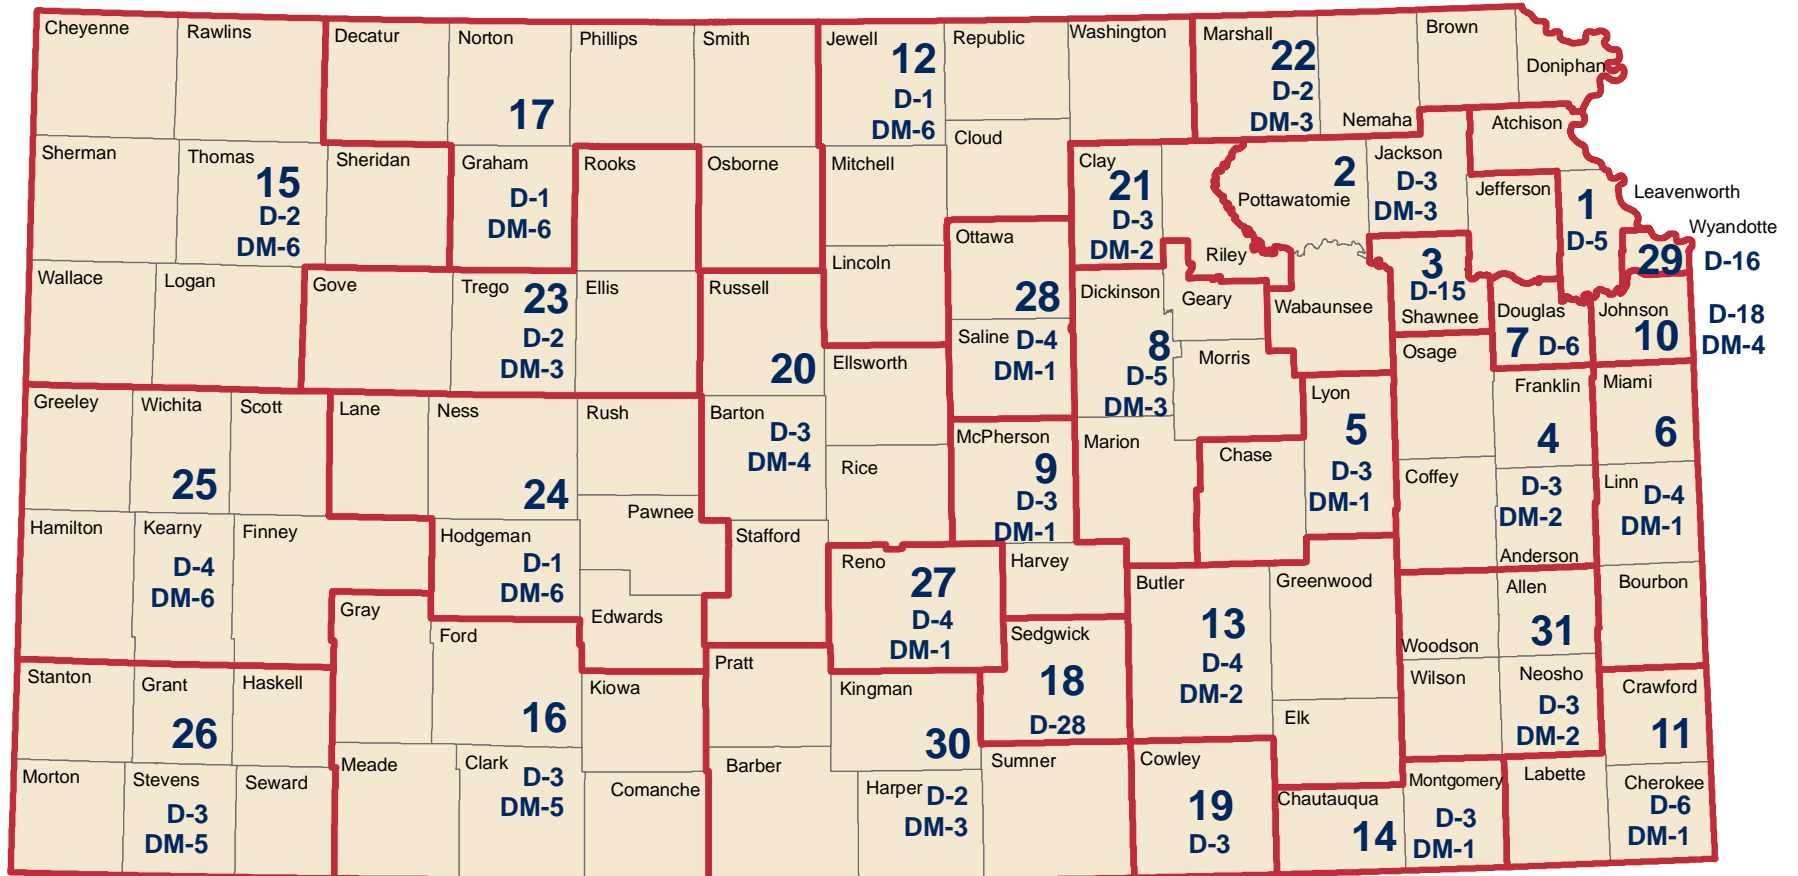 Cheyenne
Rawlins
Decatur
Norton
Phillips
Smith
Jewell
Republic
Washington
Marshall
Brown
Doniphan
12
D-1
DM-6
22
D-2
DM-3
17
Nemaha
Atchison
Cloud
Sherman
Thomas
Sheridan
Graham
Rooks
Osborne
Mitchell
Clay
Pottawatomie
2
Jackson
D-3
DM-3
Jefferson
1
D-5
Leavenworth
15
D-2
DM-6
D-1
DM-6
21
D-3
DM-2
Wyandotte
29
D-16
Ottawa
Riley
3
D-15
Shawnee
Wallace
Logan
Gove
Trego
23
D-2
DM-3
Ellis
Russell
Lincoln
28
Dickinson
Geary
Wabaunsee
Douglas
7
D-6
Johnson
10
D-18
DM-4
20
Ellsworth
Saline
D-4
DM-1
8
D-5
DM-3
Morris
Osage
Greeley
Wichita
Scott
Lane
Ness
Rush
Barton
D-3
DM-4
Rice
McPherson
9
D-3
DM-1
Marion
Chase
Lyon
5
D-3
DM-1
Franklin
4
D-3
DM-2
Anderson
Miami
6
Linn
D-4
DM-1
Coffey
25
24
Pawnee
Hamilton
Kearny
Finney
D-4
DM-6
Hodgeman
D-1
DM-6
Stafford
Reno
27
D-4
DM-1
Harvey
Butler
13
D-4
DM-2
Greenwood
Allen
31
Woodson
Bourbon
Gray
Ford
Edwards
Sedgwick
18
D-28
Wilson
Neosho
D-3
DM-2
Stanton
Grant
Haskell
26
16
Kiowa
Pratt
Kingman
30
Elk
Crawford
11
Morton
Stevens
D-3
DM-5
Seward
Meade
Clark
D-3
DM-5
Comanche
Barber
Harper
D-2
DM-3
Sumner
Cowley
19
D-3
Chautauqua
14
Montgomery
D-3
DM-1
Labette
Cherokee
D-6
DM-1